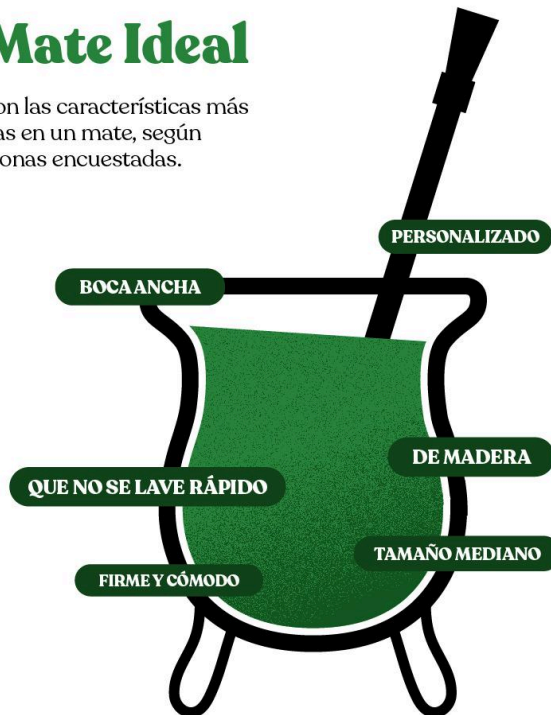 Mate Ideal
on las características más
as en un mate, según
onas encuestadas.
PERSONALIZADO
BOCA ANCHA
DE MADERA
QUE NO SE LAVE RÁPIDO
TAMAÑO MEDIANO
FIRME Y CÓMODO